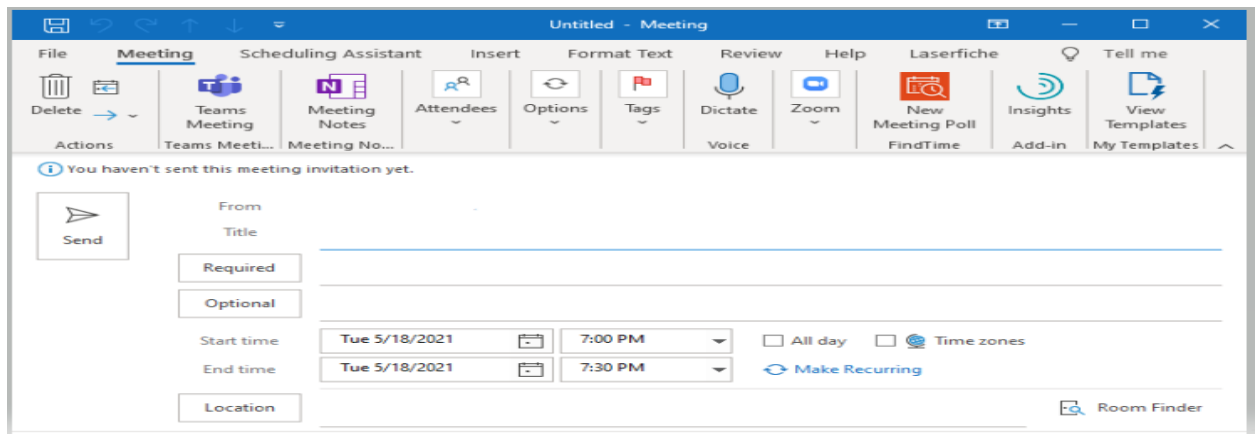 Untitled - Meeting
File Meeting Scheduling Assistant Insert Format Text Review Help Laserfiche Tell me
Delete Teams Meeting Meeting Notes Attendees Options Tags Dictate Zoom New Meeting Poll Insights View Templates
Actions Teams Meeti... Meeting No... Voice FindTime Add-in My Templates
You haven't sent this meeting invitation yet.
Send
From
Title
Required
Optional
Start time Tue 5/18/2021 7:00 PM All day Time zones
End time Tue 5/18/2021 7:30 PM Make Recurring
Location Room Finder